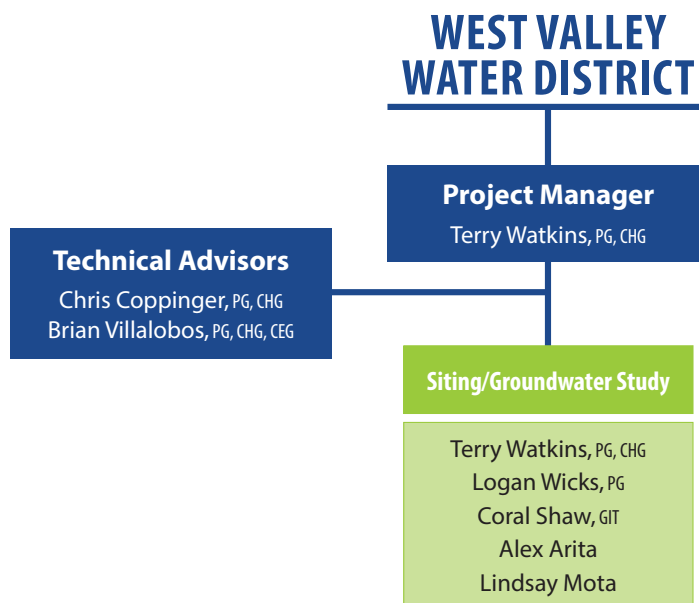 WEST VALLEY
WATER DISTRICT
Project Manager
Terry Watkins, PG, CHG
Technical Advisors
Chris Coppinger, PG, CHG
Brian Villalobos, PG, CHG, CEG
Siting/Groundwater Study
Terry Watkins, PG, CHG
Logan Wicks, PG
Coral Shaw, GIT
Alex Arita
Lindsay Mota